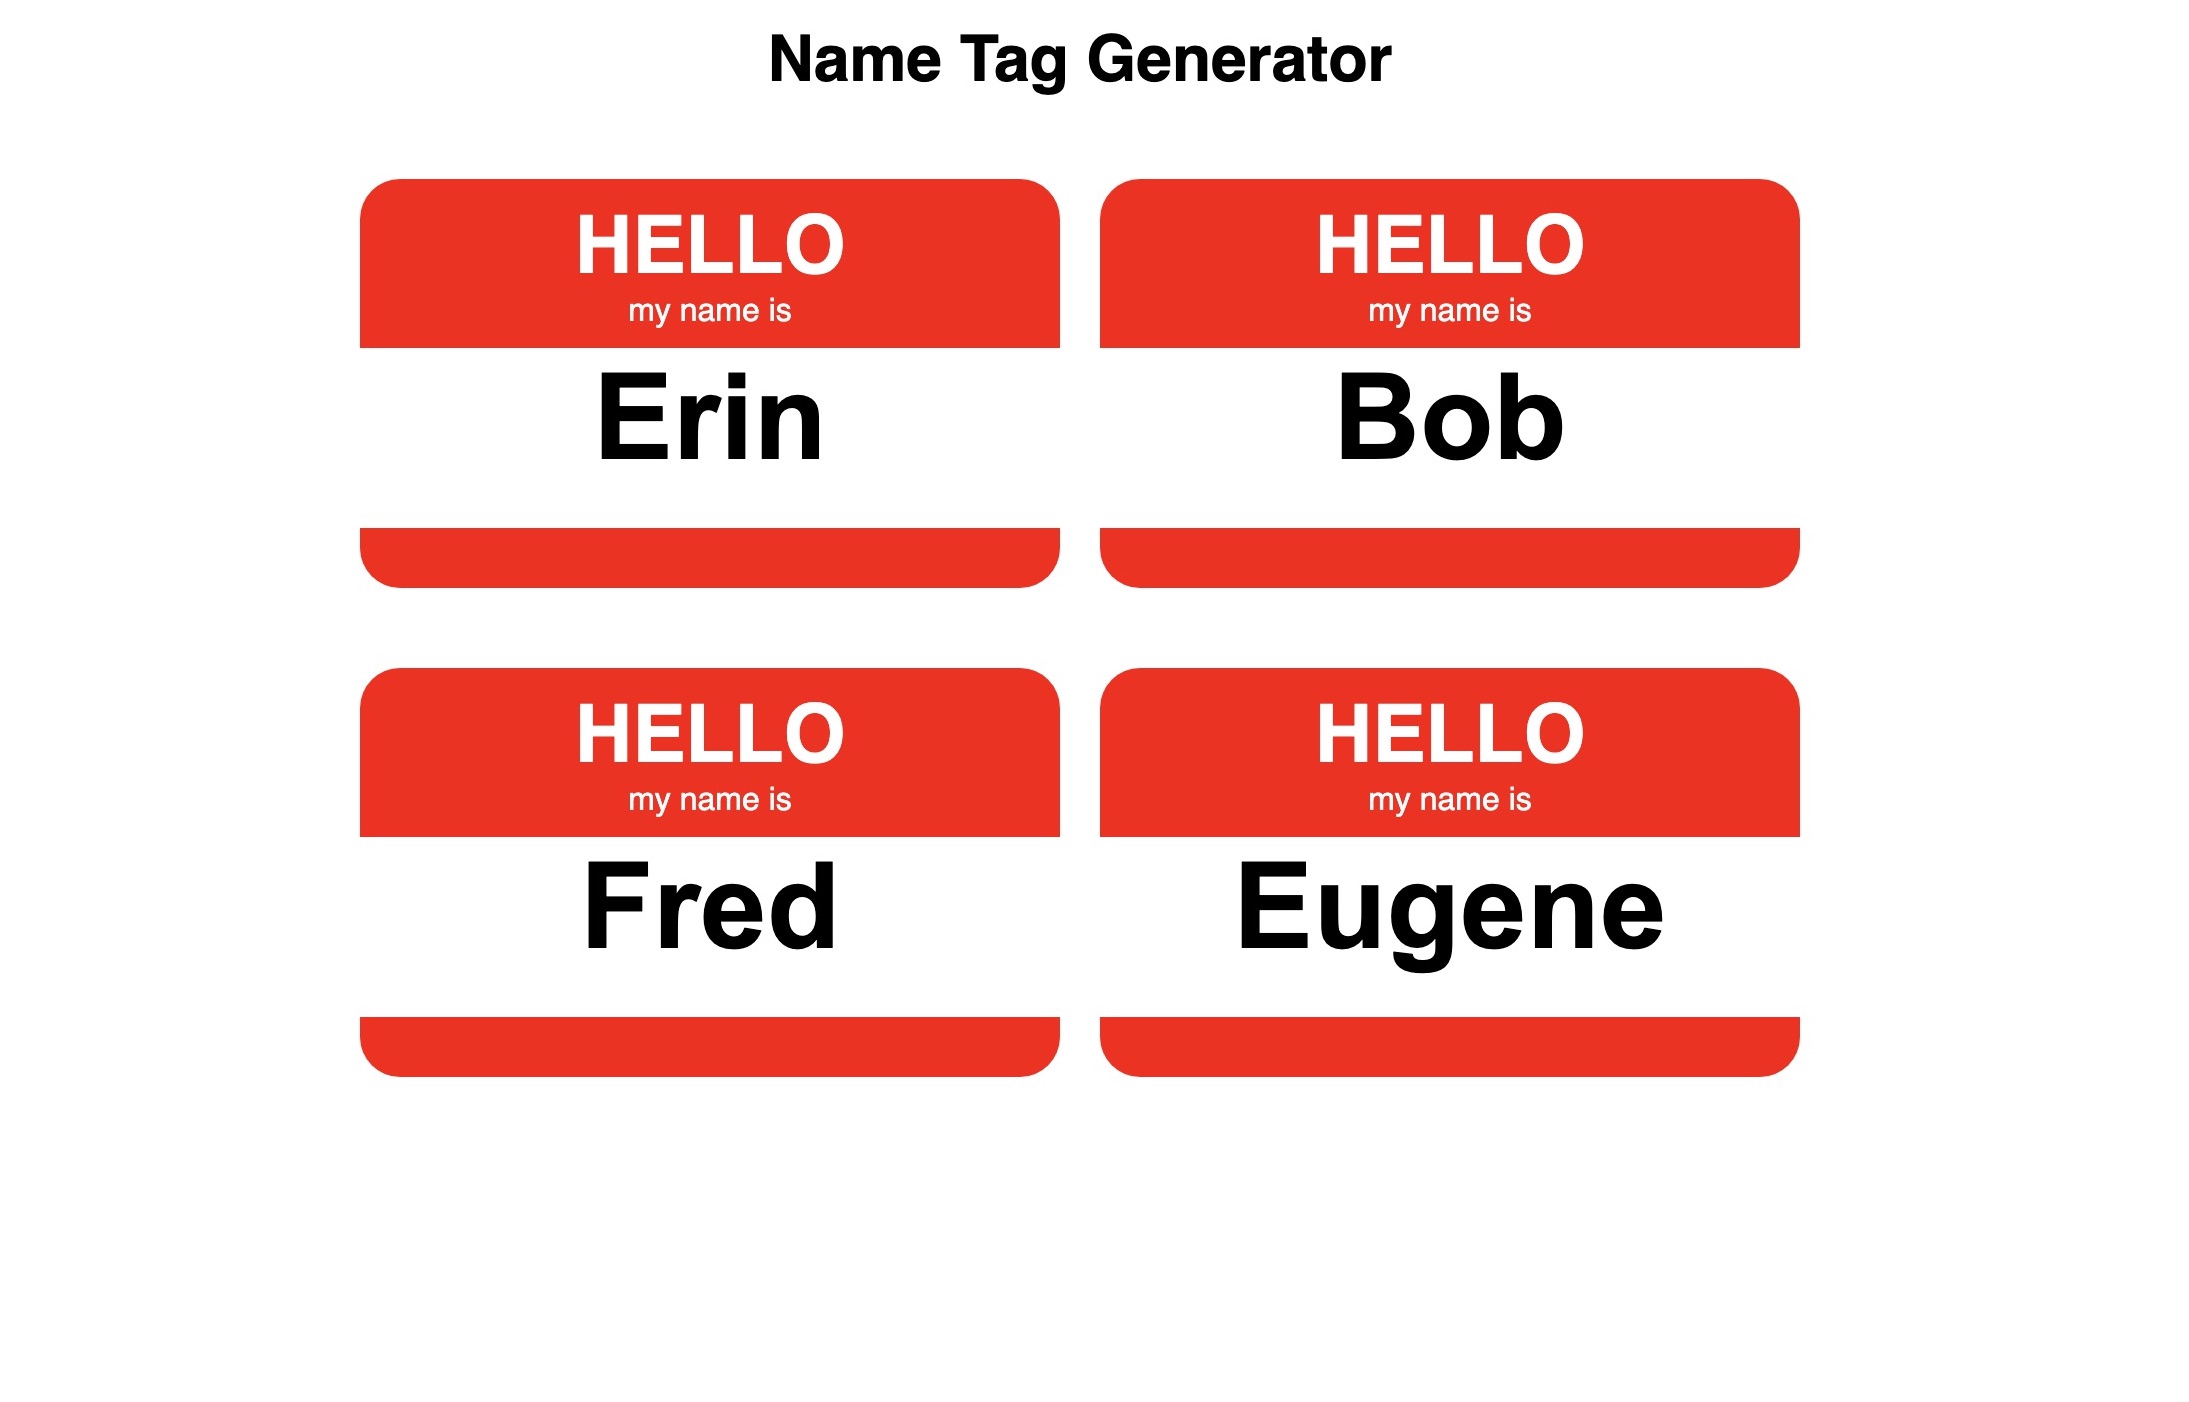 Name Tag Generator
HELLO
my name is
Erin
HELLO
my name is
Bob
HELLO
my name is
Fred
HELLO
my name is
Eugene